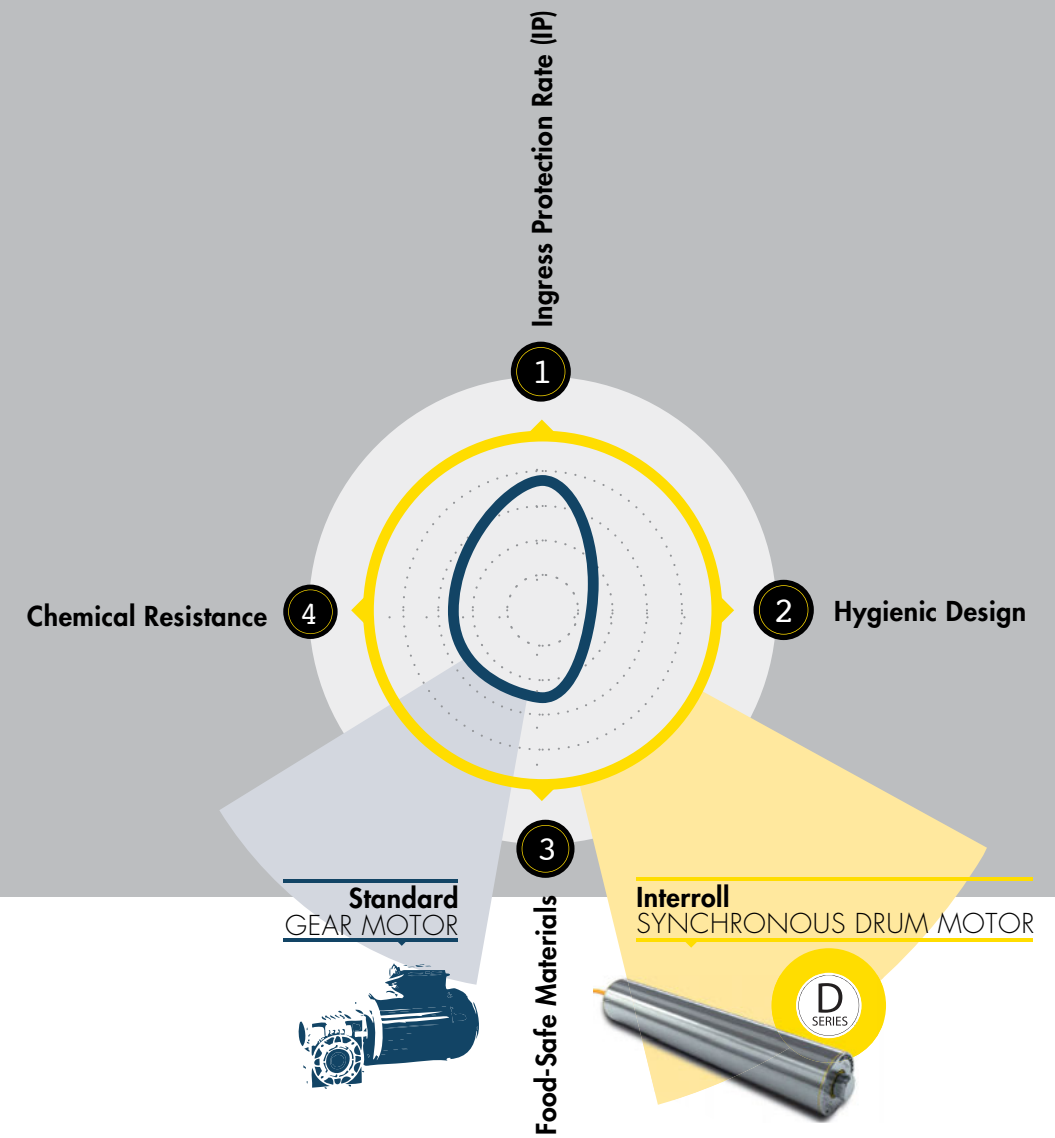 Ingress Protection Rate (IP)
1
Chemical Resistance
4
2
Hygienic Design
3
Food-Safe Materials
Standard
GEAR MOTOR
Interroll
SYNCHRONOUS DRUM MOTOR
D
SERIES